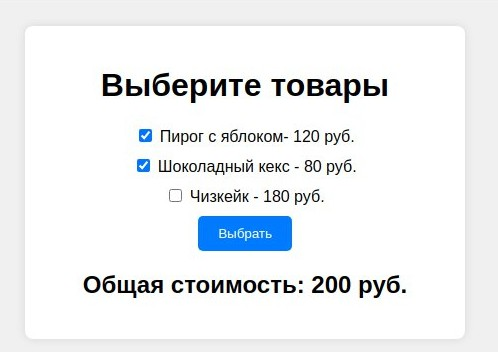 Выберите товары
Пирог с яблоком- 120 руб.
Шоколадный кекс - 80 руб.
Чизкейк - 180 руб.
Выбрать
Общая стоимость: 200 руб.